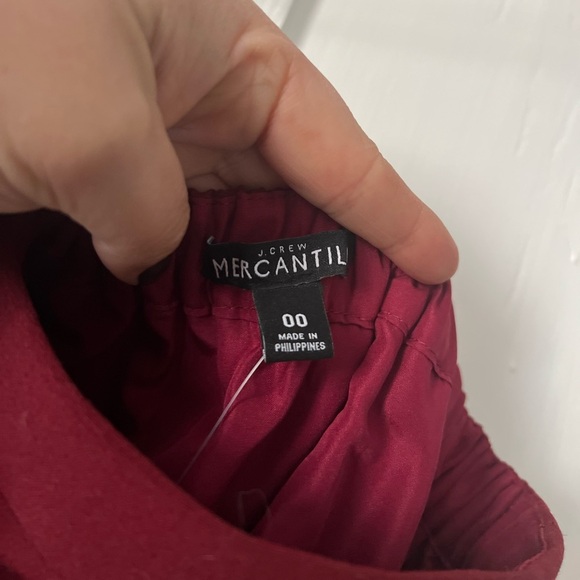 J.CREW
MERCANTIL
00
MADE IN
PHILIPPINES